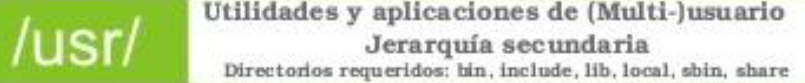 /usr/
Utilidades y aplicaciones de (Multi-)usuario
Jerarquía secundaria
Directorios requeridos: bin, include, lib, local, sbin, share